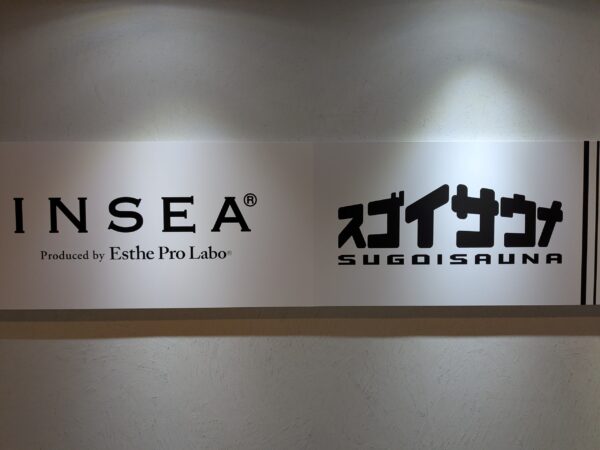 INSEA®
Produced by Esthe Pro Labo®
スゴイサウナ
SUGOISAUNA